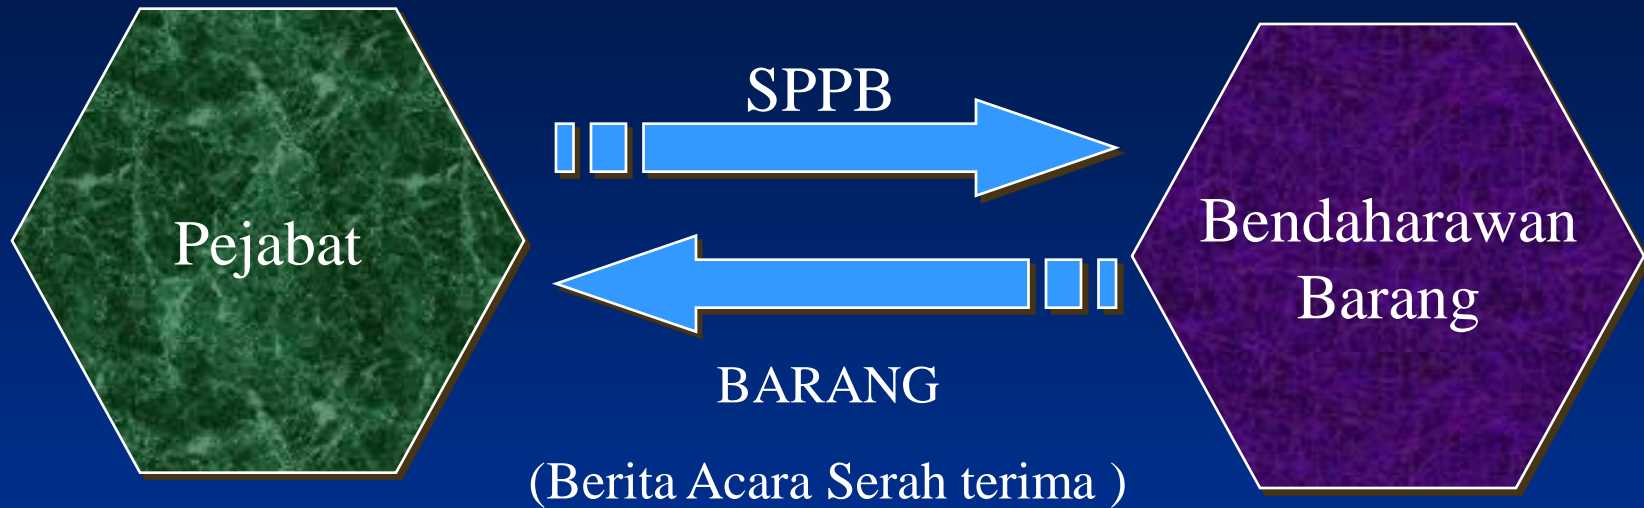 SPPB
Pejabat
Bendaharawan
Barang
BARANG
(Berita Acara Serah terima )